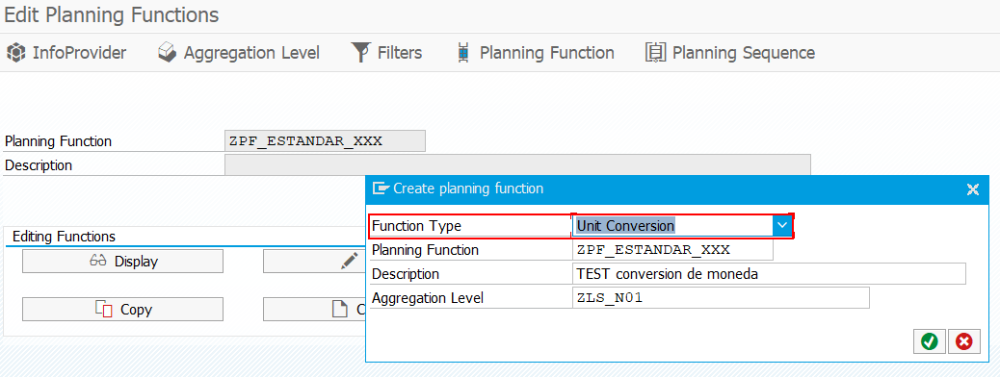 Edit Planning Functions
InfoProvider Aggregation Level Filters Planning Function Planning Sequence
Planning Function ZPF_ESTANDAR_XXX
Description
Create planning function
Function Type Unit Conversion
Planning Function ZPF_ESTANDAR_XXX
Description TEST conversion de moneda
Aggregation Level ZLS_N01
Editing Functions
Display
Copy C